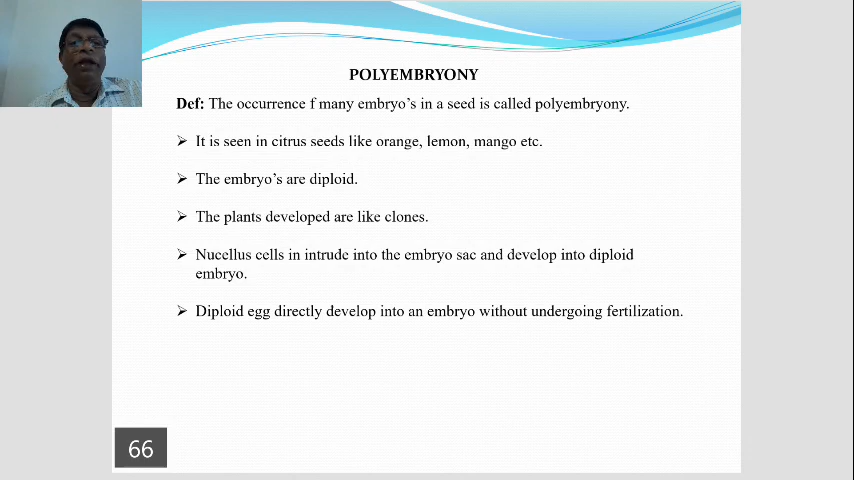 POLYEMBRYONY
Def: The occurrence f many embryo's in a seed is called polyembryony.
➢ It is seen in citrus seeds like orange, lemon, mango etc.
➢ The embryo's are diploid.
➢ The plants developed are like clones.
➢ Nucellus cells in intrude into the embryo sac and develop into diploid
embryo.
➢ Diploid egg directly develop into an embryo without undergoing fertilization.
66